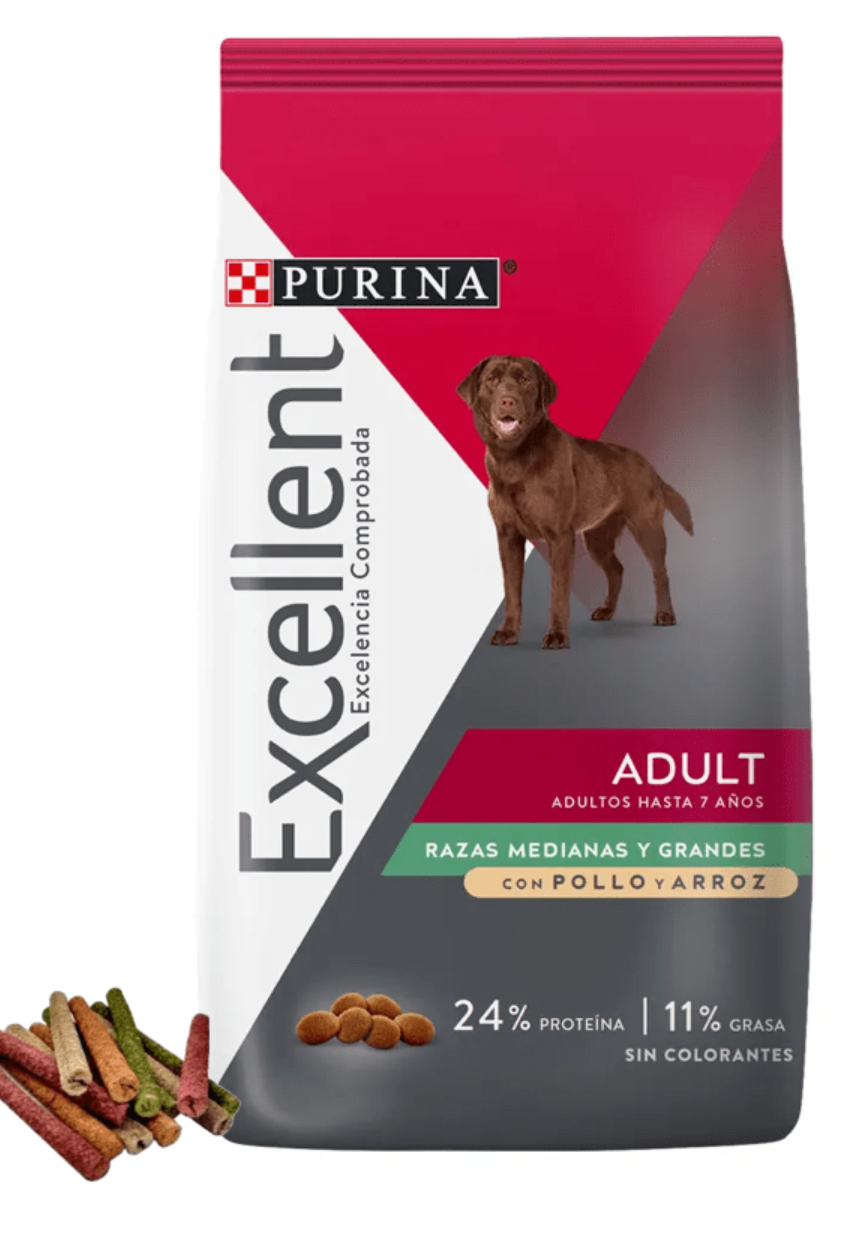 PURINA®
Excellent
Excelencia Comprobada
ADULT
ADULTOS HASTA 7 AÑOS
RAZAS MEDIANAS Y GRANDES
CON POLLO Y ARROZ
24% PROTEÍNA | 11% GRASA
SIN COLORANTES